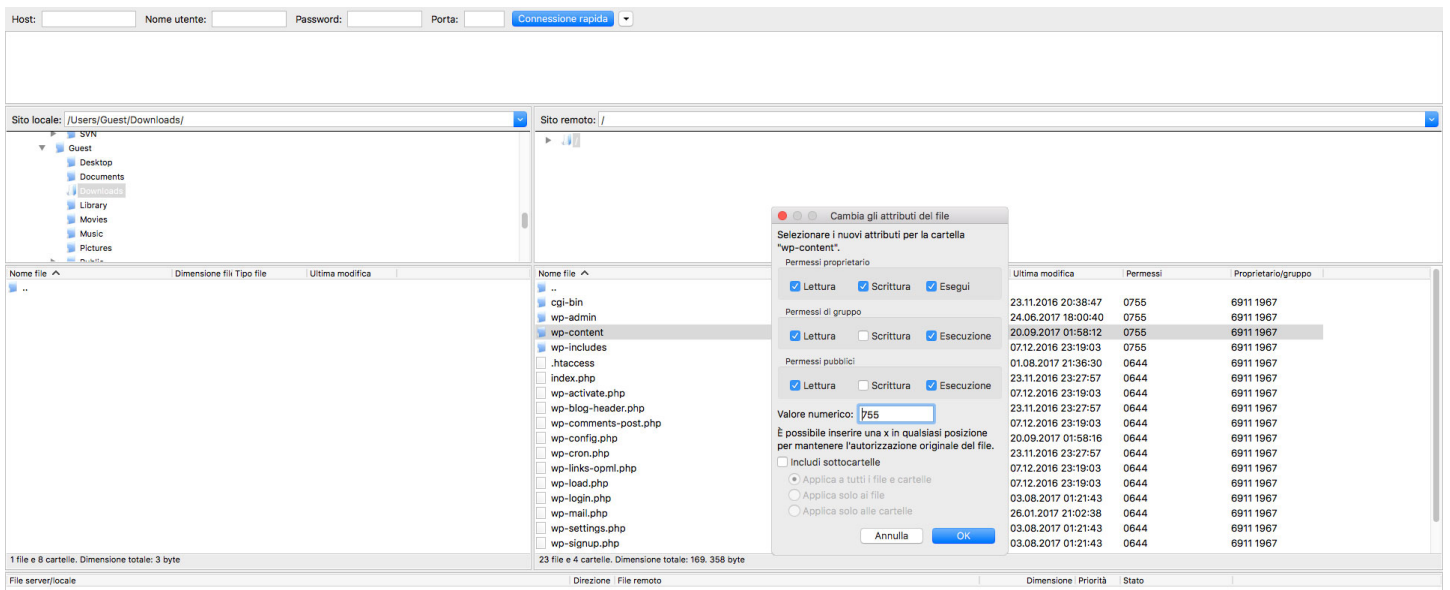 Host: Nome utente: Password: Porta: Connessione rapida
Sito locale: /Users/Guest/Downloads/
SVN
Guest
Desktop
Documents
Downloads
Library
Movies
Music
Pictures
Public
Nome file Dimensione fili Tipo file Ultima modifica
..
1 file e 8 cartelle. Dimensione totale: 3 byte
Sito remoto: /
/
Nome file Ultima modifica Permessi Proprietario/gruppo
..
cgi-bin 23.11.2016 20:38:47 0755 6911 1967
wp-admin 24.06.2017 18:00:40 0755 6911 1967
wp-content 20.09.2017 01:58:12 0755 6911 1967
wp-includes 07.12.2016 23:19:03 0755 6911 1967
.htaccess 01.08.2017 21:36:30 0644 6911 1967
index.php 23.11.2016 23:27:57 0644 6911 1967
wp-activate.php 07.12.2016 23:19:03 0644 6911 1967
wp-blog-header.php 23.11.2016 23:27:57 0644 6911 1967
wp-comments-post.php 07.12.2016 23:19:03 0644 6911 1967
wp-config.php 20.09.2017 01:58:16 0644 6911 1967
wp-cron.php 23.11.2016 23:27:57 0644 6911 1967
wp-links-opml.php 07.12.2016 23:19:03 0644 6911 1967
wp-load.php 07.12.2016 23:19:03 0644 6911 1967
wp-login.php 03.08.2017 01:21:43 0644 6911 1967
wp-mail.php 26.01.2017 21:02:38 0644 6911 1967
wp-settings.php 03.08.2017 01:21:43 0644 6911 1967
wp-signup.php 03.08.2017 01:21:43 0644 6911 1967
23 file e 4 cartelle. Dimensione totale: 169. 358 byte
Cambia gli attributi del file
Selezionare i nuovi attributi per la cartella
"wp-content".
Permessi proprietario
Lettura Scrittura Esegui
Permessi di gruppo
Lettura Scrittura Esecuzione
Permessi pubblici
Lettura Scrittura Esecuzione
Valore numerico: 755
È possibile inserire una x in qualsiasi posizione
per mantenere l'autorizzazione originale del file.
Includi sottocartelle
Applica a tutti i file e cartelle
Applica solo ai file
Applica solo alle cartelle
Annulla OK
File server/locale Direzione File remoto Dimensione Priorità Stato